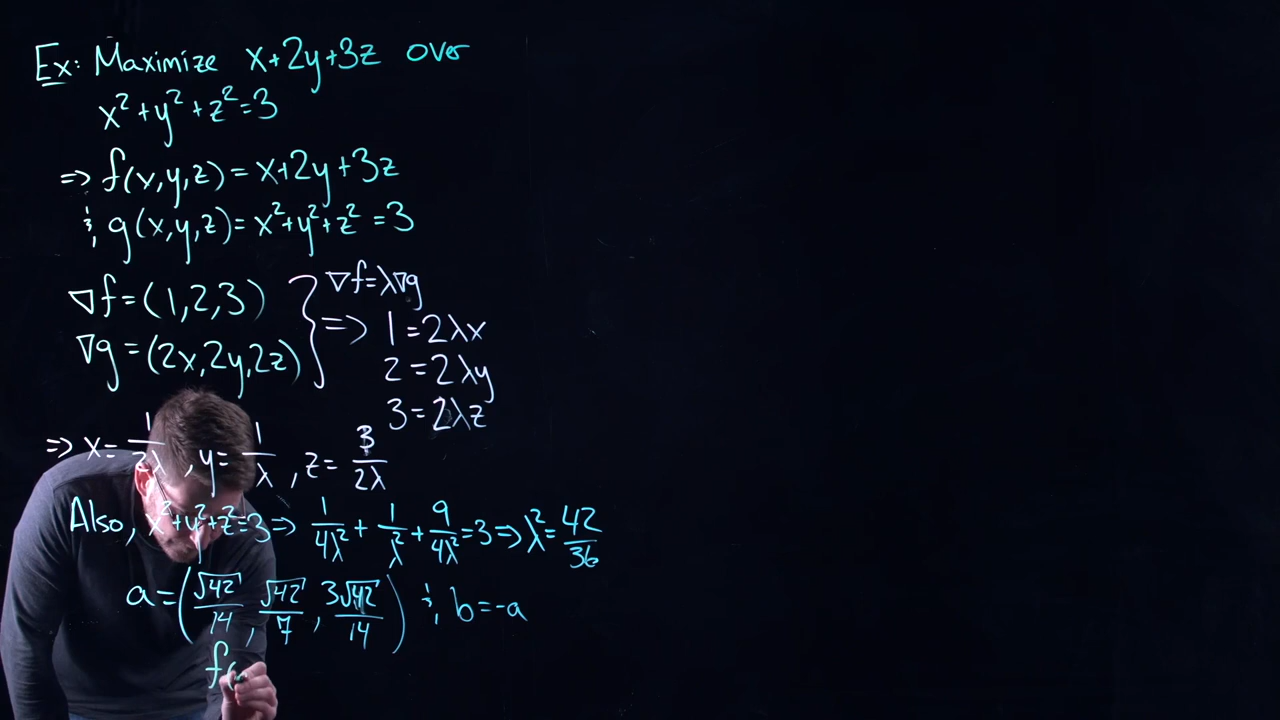 Ex: Maximize x+2y+3z over
x²+y²+z²=3
=> f(x,y,z)=x+2y+3z
& g(x,y,z)=x²+y²+z²=3
∇f=(1,2,3) } ∇f=λ∇g
=> 1=2λx
∇g=(2x,2y,2z) 2=2λy
3=2λz
=> x=1/2λ, y=1/λ, z=3/2λ
Also, x²+y²+z²=3 => 1/4λ²+1/λ²+9/4λ²=3 => λ²=42/36
a=(√42/14, √42/7, 3√42/14) & b=-a
f(